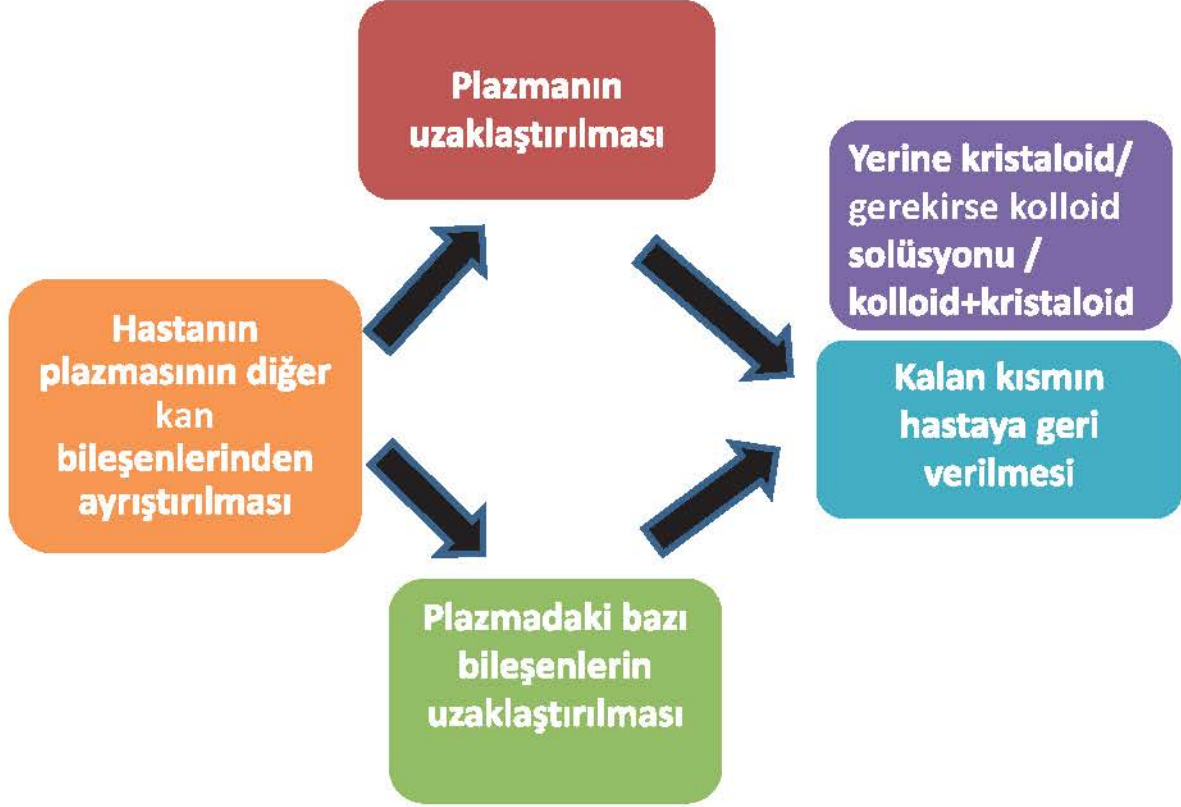 Plazmanın
uzaklaştırılması
Yerine kristaloid/
gerekirse kolloid
solüsyonu /
kolloid+kristaloid
Hastanın
plazmasının diğer
kan
bileşenlerinden
ayrıştırılması
Kalan kısmın
hastaya geri
verilmesi
Plazmadaki bazı
bileşenlerin
uzaklaştırılması